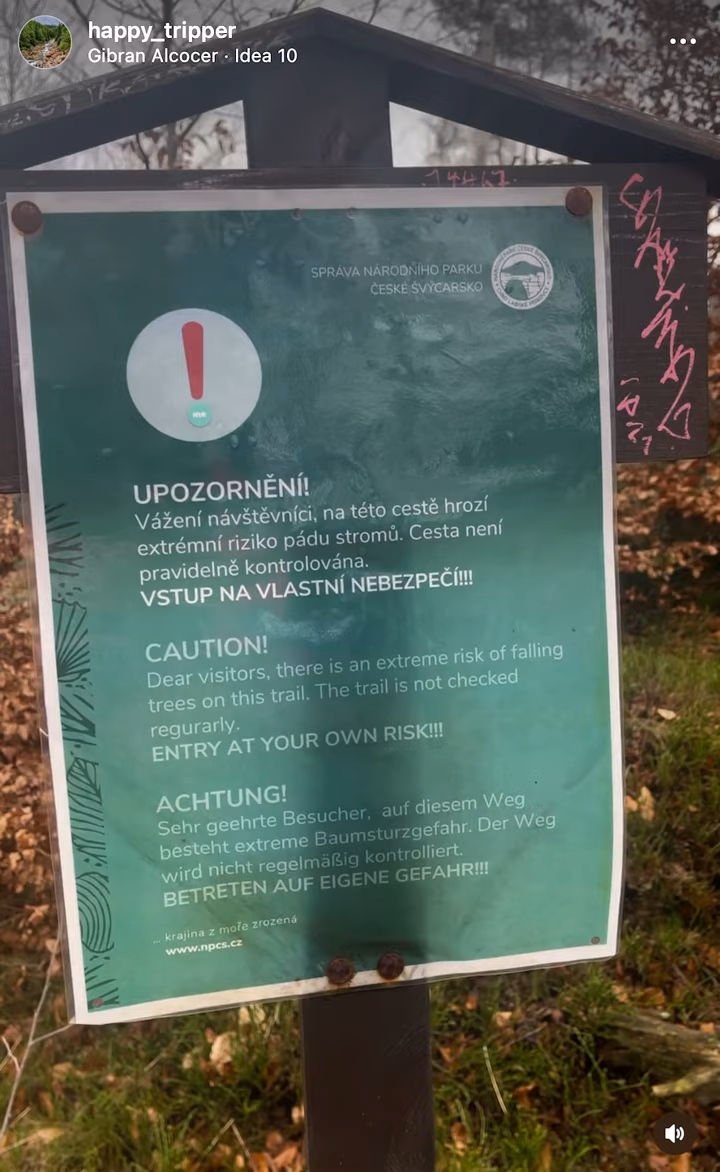 happy_tripper
Gibran Alcocer · Idea 10
SPRÁVA NÁRODNÍHO PARKU
ČESKÉ ŠVÝCARSKO
UPOZORNĚNÍ!
Vážení návštěvníci, na této cestě hrozí
extrémní riziko pádu stromů. Cesta není
pravidelně kontrolována.
VSTUP NA VLASTNÍ NEBEZPEČÍ!!!
CAUTION!
Dear visitors, there is an extreme risk of falling
trees on this trail. The trail is not checked
regurarly.
ENTRY AT YOUR OWN RISK!!!
ACHTUNG!
Sehr geehrte Besucher, auf diesem Weg
besteht extreme Baumsturzgefahr. Der Weg
wird nicht regelmäßig kontrolliert.
BETRETEN AUF EIGENE GEFAHR!!!
... krajina z moře zrozená
www.npcs.cz